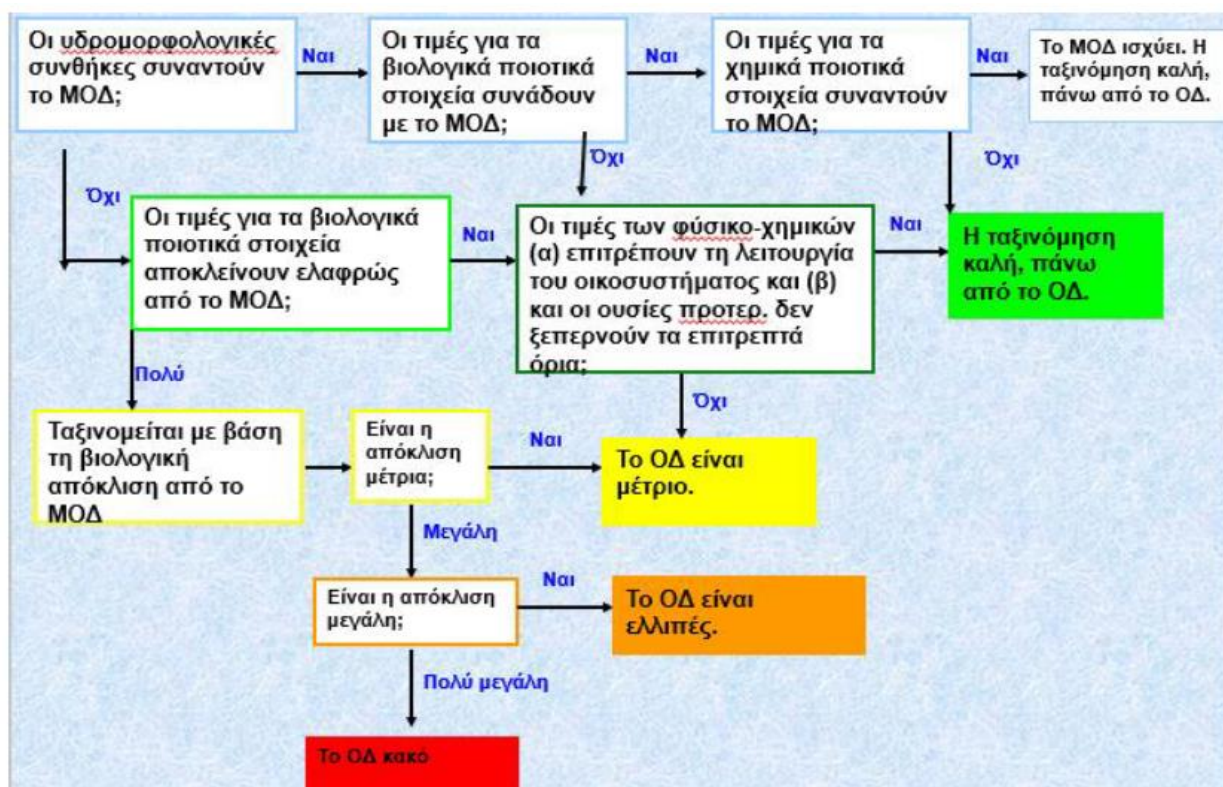 Οι υδρομορφολογικές
συνθήκες συναντούν
το ΜΟΔ;
Ναι
Οι τιμές για τα
βιολογικά ποιοτικά
στοιχεία συνάδουν
με το ΜΟΔ;
Ναι
Οι τιμές για τα
χημικά ποιοτικά
στοιχεία συναντούν
το ΜΟΔ;
Ναι
Το ΜΟΔ ισχύει. Η
ταξινόμηση καλή,
πάνω από το ΟΔ.
Όχι
Όχι
Όχι
Οι τιμές για τα βιολογικά
ποιοτικά στοιχεία
αποκλείνουν ελαφρώς
από το ΜΟΔ;
Ναι
Οι τιμές των φύσικο-χημικών
(α) επιτρέπουν τη λειτουργία
του οικοσυστήματος και (β)
και οι ουσίες προτερ. δεν
ξεπερνούν τα επιτρεπτά
όρια;
Ναι
Η ταξινόμηση
καλή, πάνω
από το ΟΔ.
Πολύ
Όχι
Ταξινομείται με βάση
τη βιολογική
απόκλιση από το
ΜΟΔ
Είναι η
απόκλιση
μέτρια;
Ναι
Το ΟΔ είναι
μέτριο.
Μεγάλη
Είναι η απόκλιση
μεγάλη;
Ναι
Το ΟΔ είναι
ελλιπές.
Πολύ μεγάλη
Το ΟΔ κακό